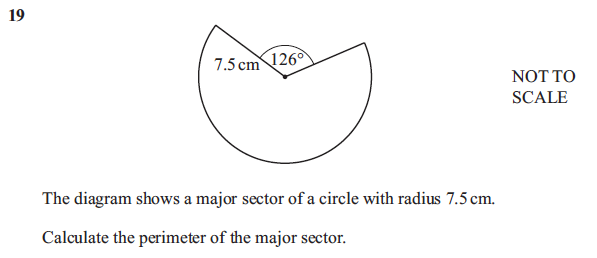 19
7.5 cm
126°
NOT TO
SCALE
The diagram shows a major sector of a circle with radius 7.5 cm.
Calculate the perimeter of the major sector.